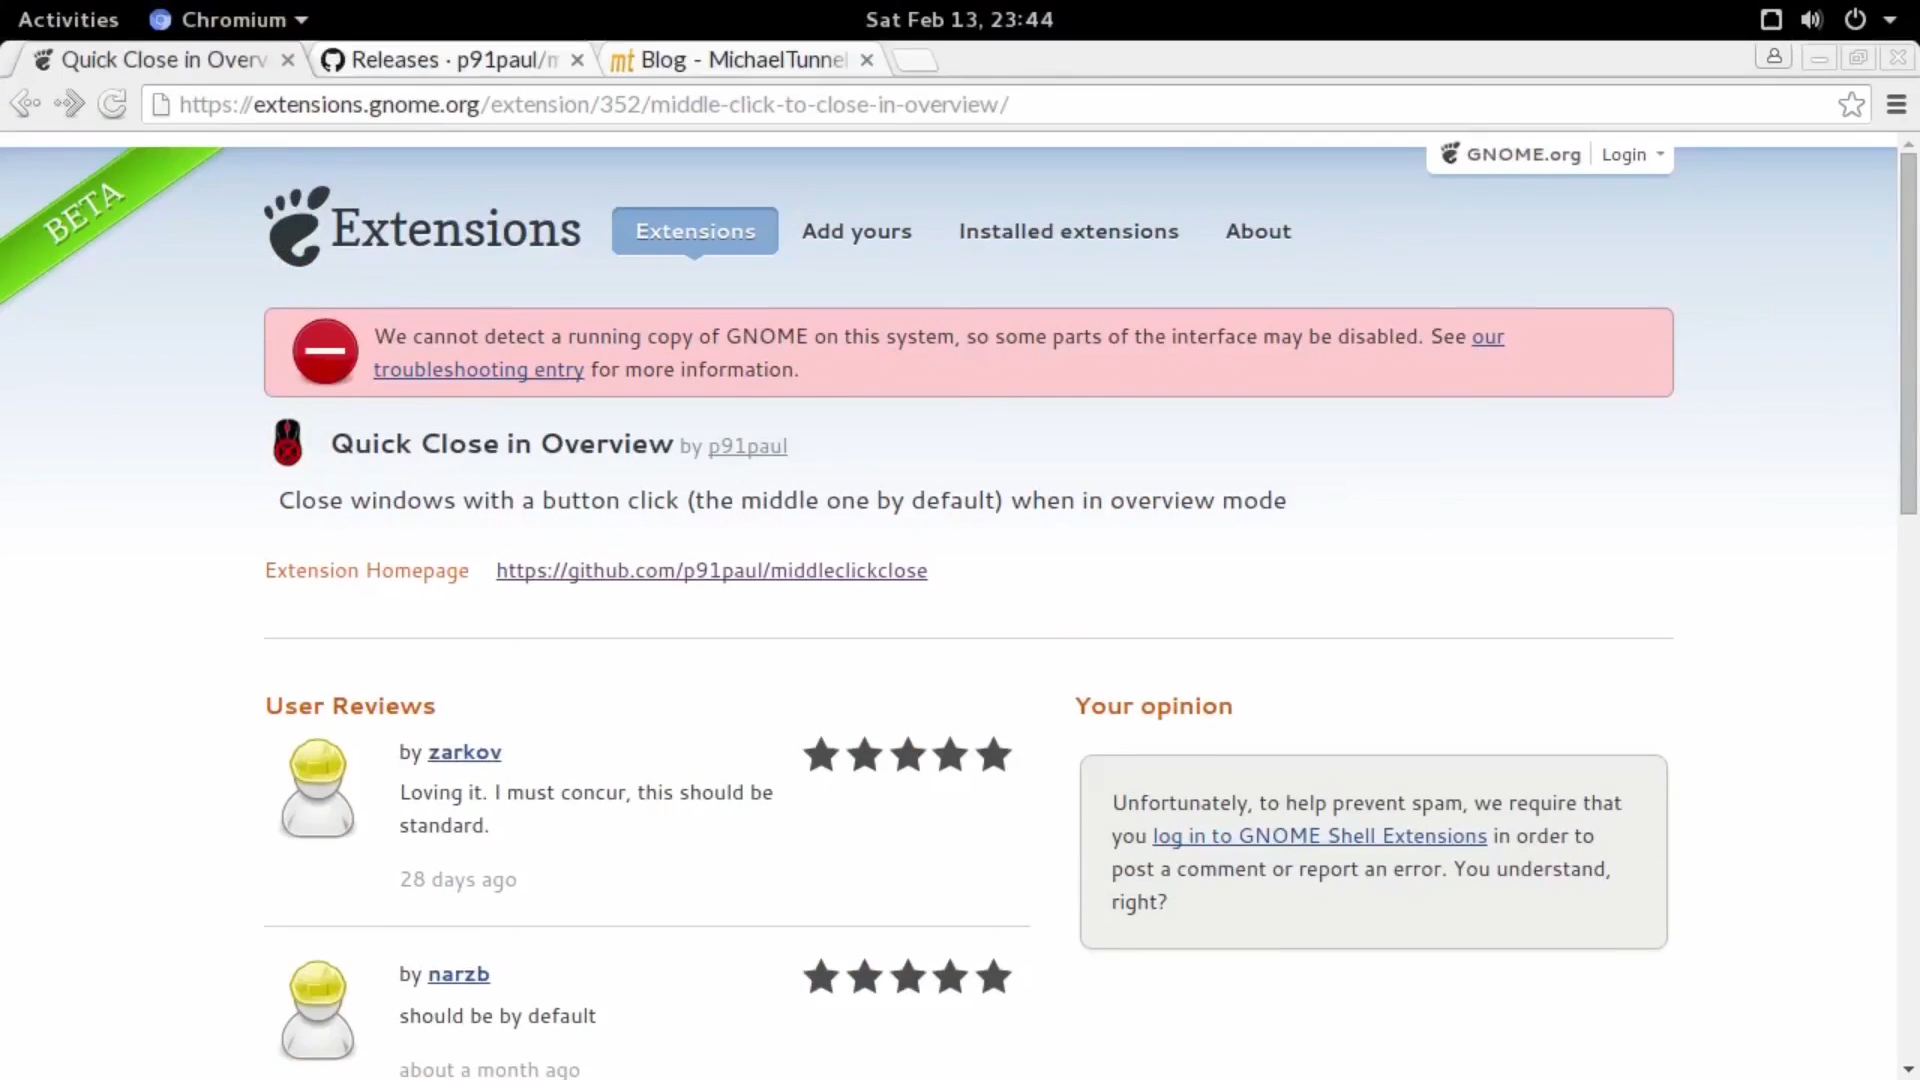 Activities Chromium Sat Feb 13, 23:44
Quick Close in Overv Releases · p91paul/m mt Blog - MichaelTunnel
https://extensions.gnome.org/extension/352/middle-click-to-close-in-overview/
GNOME.org Login
BETA
Extensions Extensions Add yours Installed extensions About
We cannot detect a running copy of GNOME on this system, so some parts of the interface may be disabled. See our
troubleshooting entry for more information.
Quick Close in Overview by p91paul
Close windows with a button click (the middle one by default) when in overview mode
Extension Homepage https://github.com/p91paul/middleclickclose
User Reviews
by zarkov
Loving it. I must concur, this should be
standard.
28 days ago
by narzb
should be by default
about a month ago
Your opinion
Unfortunately, to help prevent spam, we require that
you log in to GNOME Shell Extensions in order to
post a comment or report an error. You understand,
right?